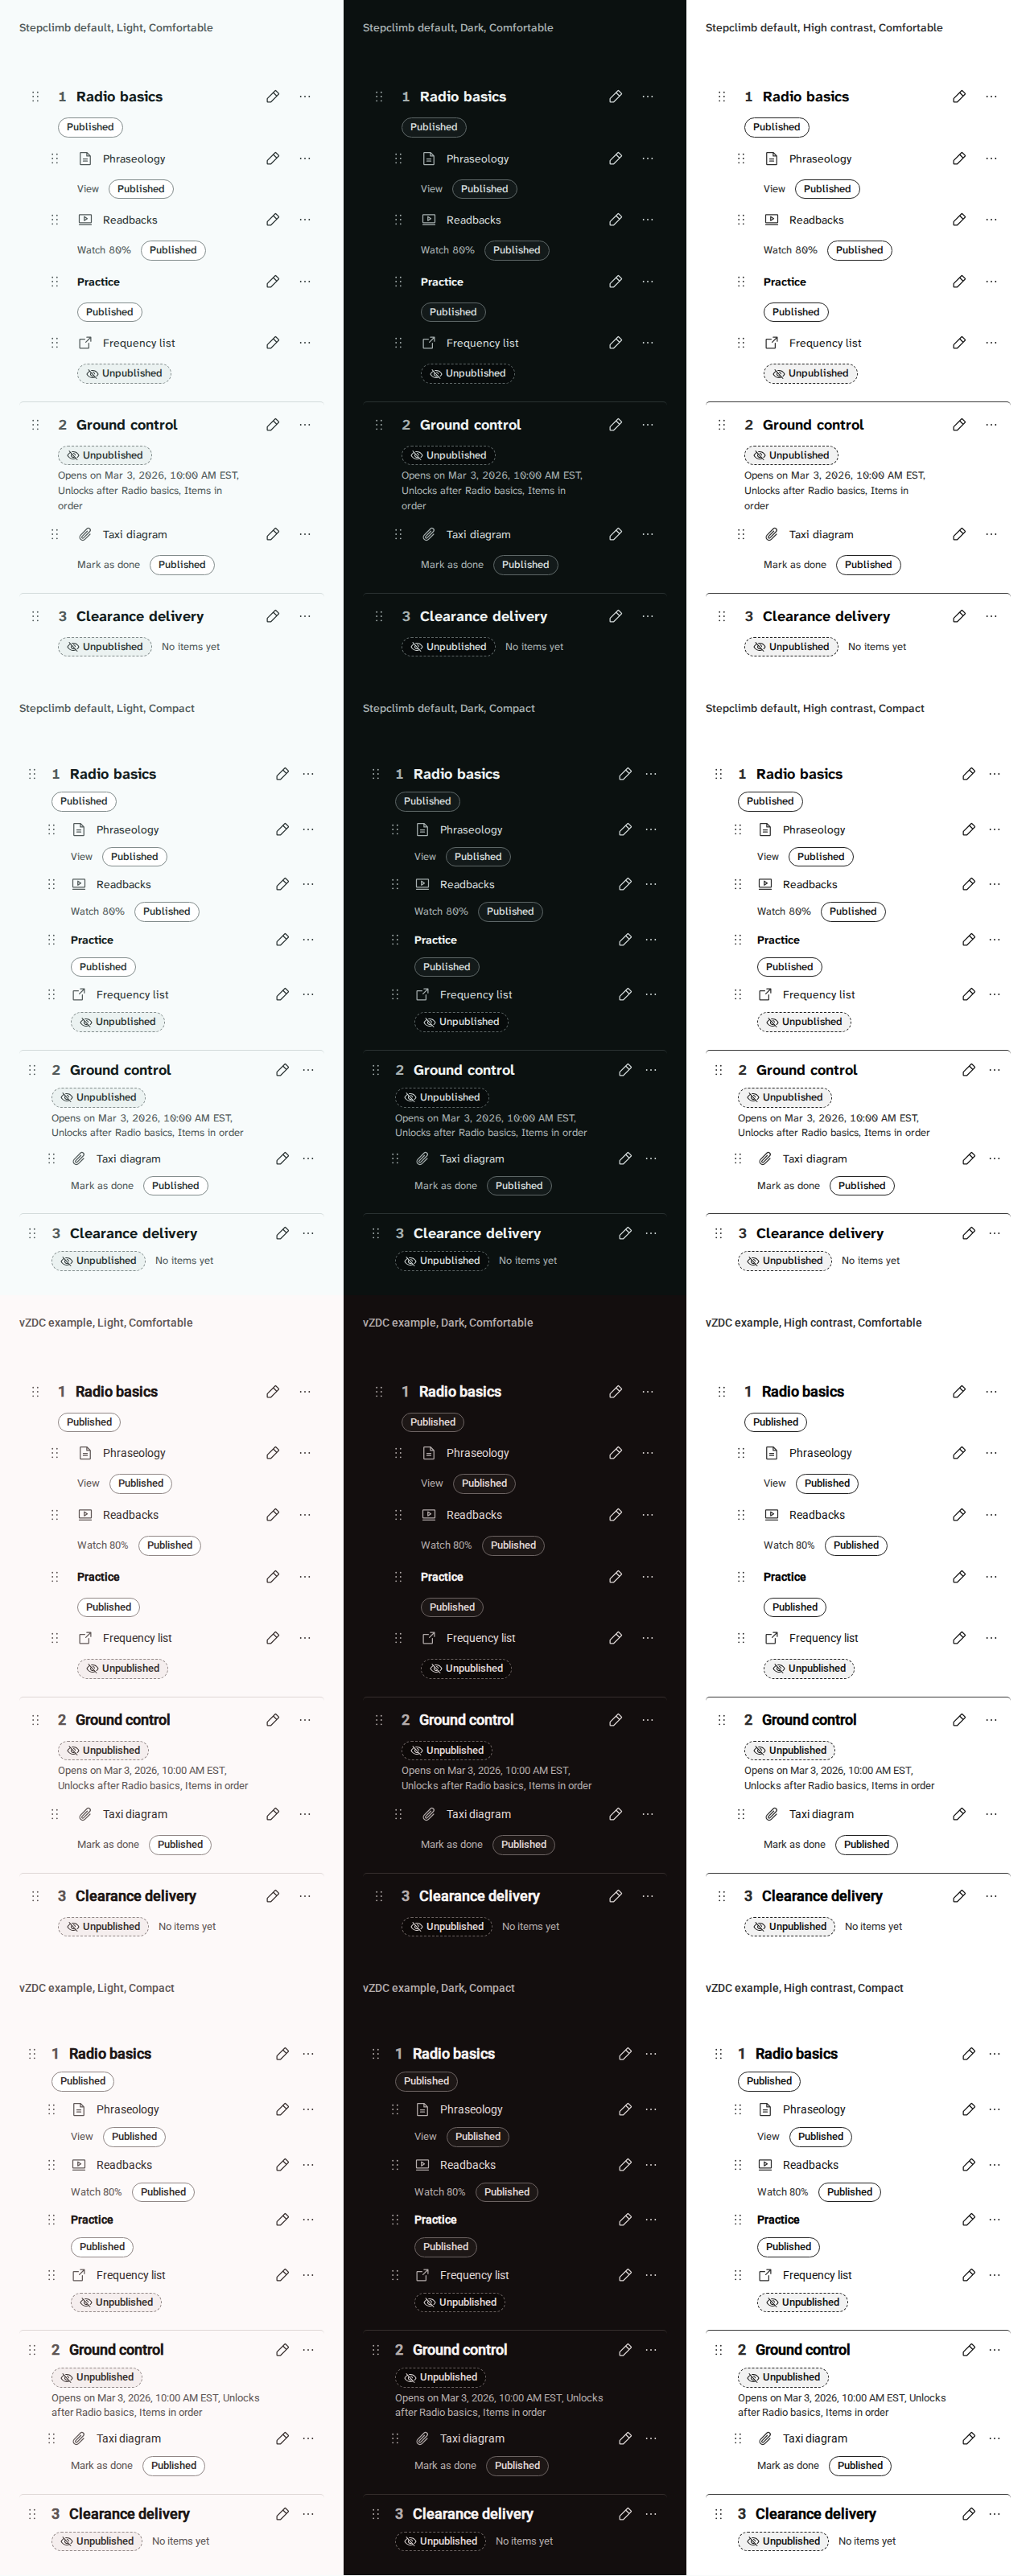 Stepclimb default, Light, Comfortable
1 Radio basics
Published
Phraseology
View Published
Readbacks
Watch 80% Published
Practice
Published
Frequency list
Unpublished
2 Ground control
Unpublished
Opens on Mar 3, 2026, 10:00 AM EST,
Unlocks after Radio basics, Items in
order
Taxi diagram
Mark as done Published
3 Clearance delivery
Unpublished No items yet
Stepclimb default, Dark, Comfortable
1 Radio basics
Published
Phraseology
View Published
Readbacks
Watch 80% Published
Practice
Published
Frequency list
Unpublished
2 Ground control
Unpublished
Opens on Mar 3, 2026, 10:00 AM EST,
Unlocks after Radio basics, Items in
order
Taxi diagram
Mark as done Published
3 Clearance delivery
Unpublished No items yet
Stepclimb default, High contrast, Comfortable
1 Radio basics
Published
Phraseology
View Published
Readbacks
Watch 80% Published
Practice
Published
Frequency list
Unpublished
2 Ground control
Unpublished
Opens on Mar 3, 2026, 10:00 AM EST,
Unlocks after Radio basics, Items in
order
Taxi diagram
Mark as done Published
3 Clearance delivery
Unpublished No items yet
Stepclimb default, Light, Compact
1 Radio basics
Published
Phraseology
View Published
Readbacks
Watch 80% Published
Practice
Published
Frequency list
Unpublished
2 Ground control
Unpublished
Opens on Mar 3, 2026, 10:00 AM EST,
Unlocks after Radio basics, Items in order
Taxi diagram
Mark as done Published
3 Clearance delivery
Unpublished No items yet
Stepclimb default, Dark, Compact
1 Radio basics
Published
Phraseology
View Published
Readbacks
Watch 80% Published
Practice
Published
Frequency list
Unpublished
2 Ground control
Unpublished
Opens on Mar 3, 2026, 10:00 AM EST,
Unlocks after Radio basics, Items in order
Taxi diagram
Mark as done Published
3 Clearance delivery
Unpublished No items yet
Stepclimb default, High contrast, Compact
1 Radio basics
Published
Phraseology
View Published
Readbacks
Watch 80% Published
Practice
Published
Frequency list
Unpublished
2 Ground control
Unpublished
Opens on Mar 3, 2026, 10:00 AM EST,
Unlocks after Radio basics, Items in order
Taxi diagram
Mark as done Published
3 Clearance delivery
Unpublished No items yet
vZDC example, Light, Comfortable
1 Radio basics
Published
Phraseology
View Published
Readbacks
Watch 80% Published
Practice
Published
Frequency list
Unpublished
2 Ground control
Unpublished
Opens on Mar 3, 2026, 10:00 AM EST,
Unlocks after Radio basics, Items in order
Taxi diagram
Mark as done Published
3 Clearance delivery
Unpublished No items yet
vZDC example, Dark, Comfortable
1 Radio basics
Published
Phraseology
View Published
Readbacks
Watch 80% Published
Practice
Published
Frequency list
Unpublished
2 Ground control
Unpublished
Opens on Mar 3, 2026, 10:00 AM EST,
Unlocks after Radio basics, Items in order
Taxi diagram
Mark as done Published
3 Clearance delivery
Unpublished No items yet
vZDC example, High contrast, Comfortable
1 Radio basics
Published
Phraseology
View Published
Readbacks
Watch 80% Published
Practice
Published
Frequency list
Unpublished
2 Ground control
Unpublished
Opens on Mar 3, 2026, 10:00 AM EST,
Unlocks after Radio basics, Items in order
Taxi diagram
Mark as done Published
3 Clearance delivery
Unpublished No items yet
vZDC example, Light, Compact
1 Radio basics
Published
Phraseology
View Published
Readbacks
Watch 80% Published
Practice
Published
Frequency list
Unpublished
2 Ground control
Unpublished
Opens on Mar 3, 2026, 10:00 AM EST, Unlocks
after Radio basics, Items in order
Taxi diagram
Mark as done Published
3 Clearance delivery
Unpublished No items yet
vZDC example, Dark, Compact
1 Radio basics
Published
Phraseology
View Published
Readbacks
Watch 80% Published
Practice
Published
Frequency list
Unpublished
2 Ground control
Unpublished
Opens on Mar 3, 2026, 10:00 AM EST, Unlocks
after Radio basics, Items in order
Taxi diagram
Mark as done Published
3 Clearance delivery
Unpublished No items yet
vZDC example, High contrast, Compact
1 Radio basics
Published
Phraseology
View Published
Readbacks
Watch 80% Published
Practice
Published
Frequency list
Unpublished
2 Ground control
Unpublished
Opens on Mar 3, 2026, 10:00 AM EST, Unlocks
after Radio basics, Items in order
Taxi diagram
Mark as done Published
3 Clearance delivery
Unpublished No items yet